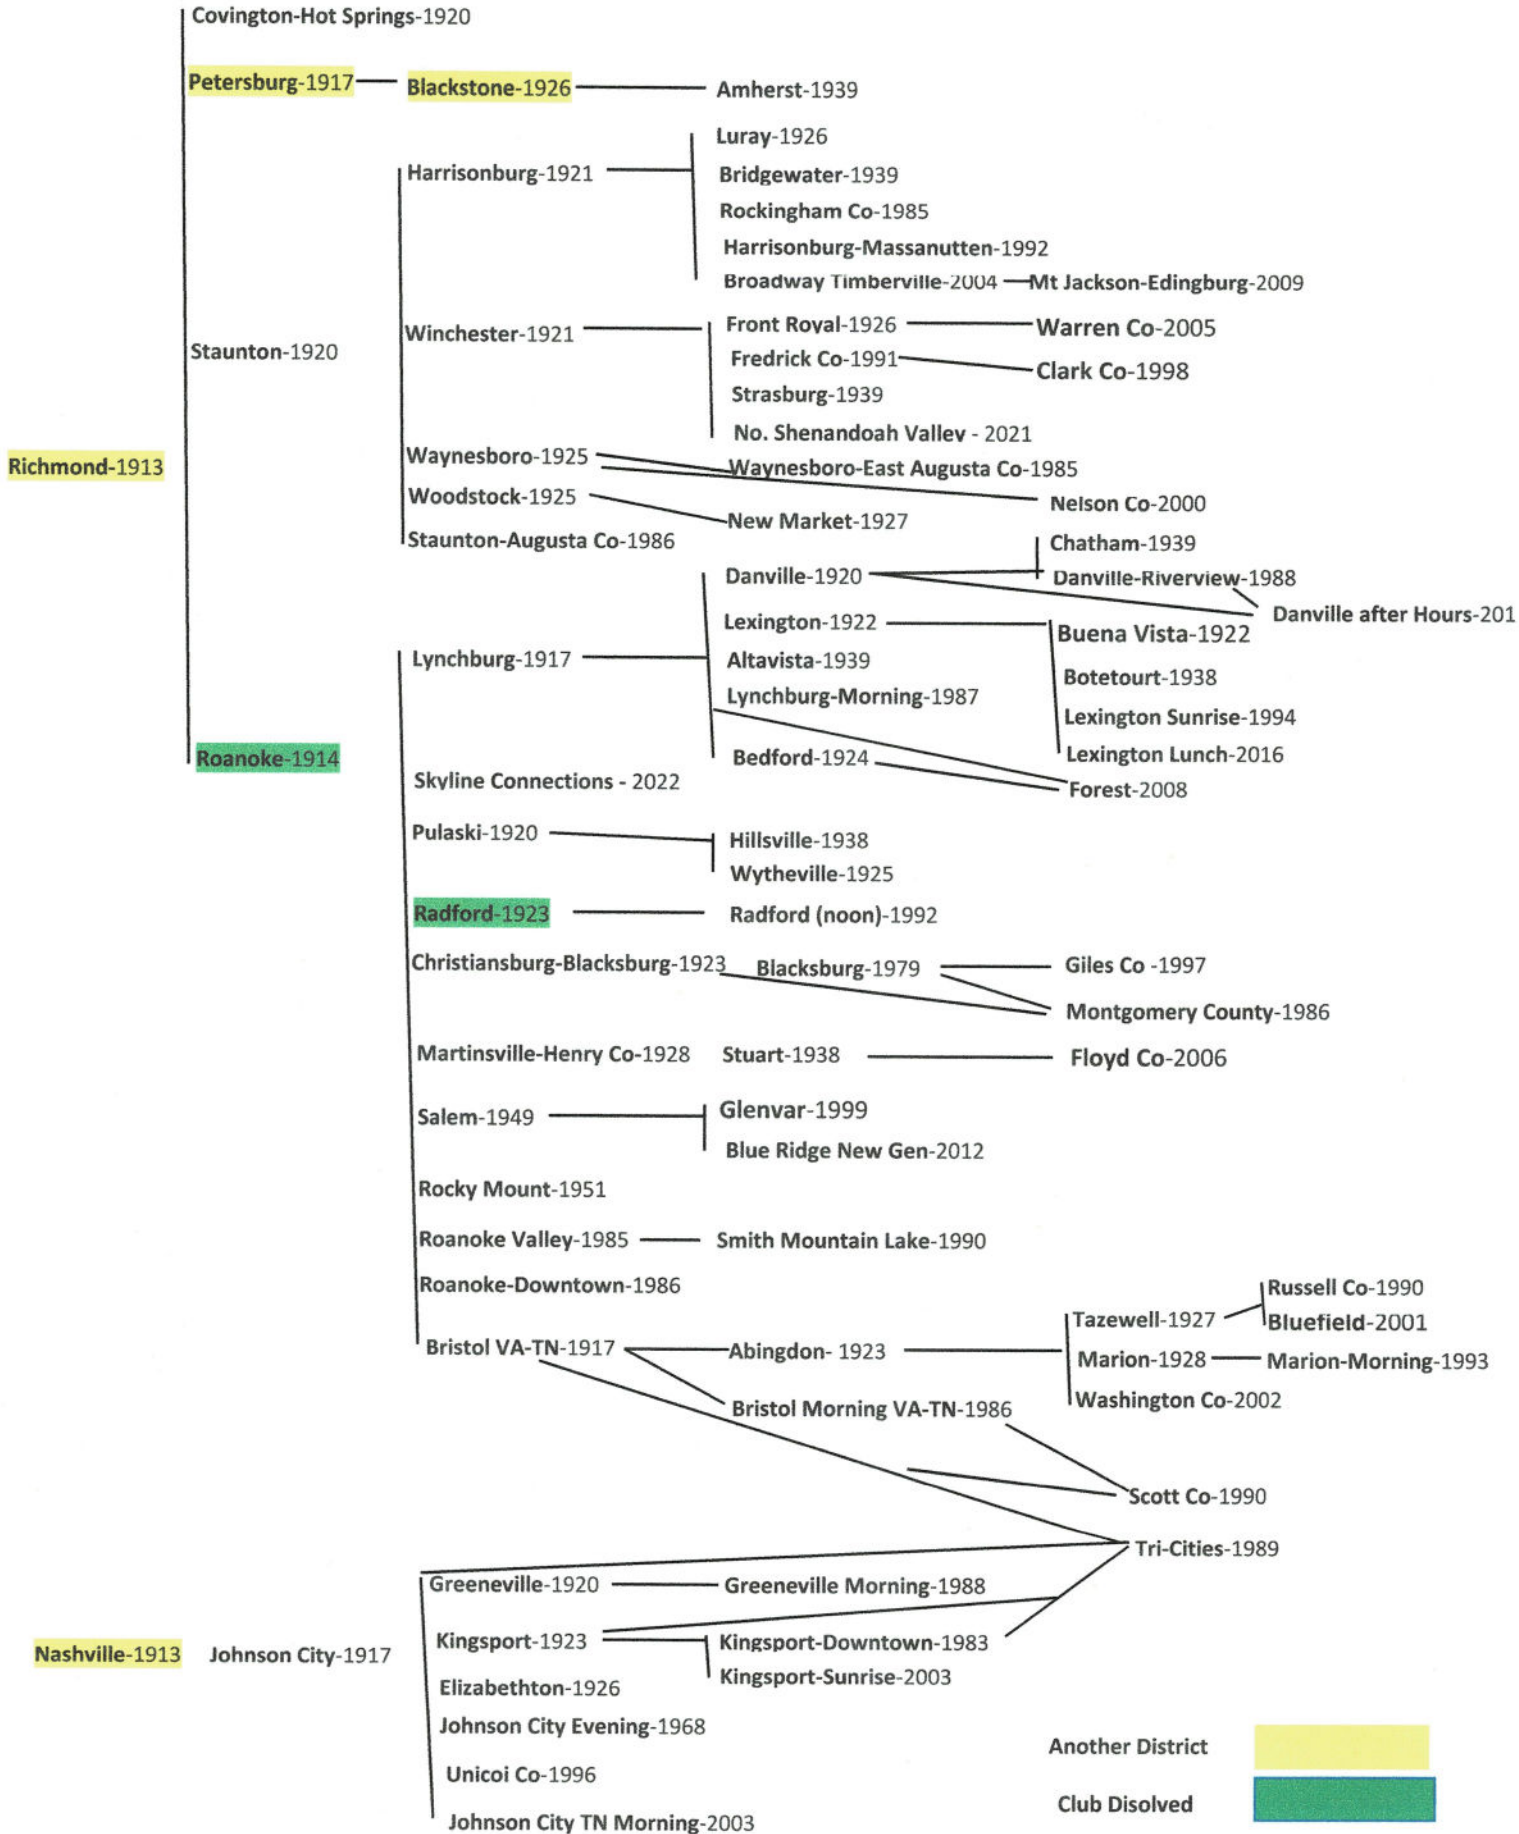 Covington-Hot Springs-1920
Petersburg-1917
Blackstone-1926
Amherst-1939
Luray-1926
Harrisonburg-1921
Bridgewater-1939
Rockingham Co-1985
Harrisonburg-Massanutten-1992
Broadway Timberville-2004
Mt Jackson-Edingburg-2009
Winchester-1921
Front Royal-1926
Warren Co-2005
Staunton-1920
Fredrick Co-1991
Clark Co-1998
Strasburg-1939
No. Shenandoah Valley - 2021
Richmond-1913
Waynesboro-1925
Waynesboro-East Augusta Co-1985
Woodstock-1925
Nelson Co-2000
New Market-1927
Staunton-Augusta Co-1986
Chatham-1939
Danville-1920
Danville-Riverview-1988
Danville after Hours-201
Lexington-1922
Buena Vista-1922
Lynchburg-1917
Altavista-1939
Botetourt-1938
Lynchburg-Morning-1987
Lexington Sunrise-1994
Roanoke-1914
Bedford-1924
Lexington Lunch-2016
Skyline Connections - 2022
Forest-2008
Pulaski-1920
Hillsville-1938
Wytheville-1925
Radford-1923
Radford (noon)-1992
Christiansburg-Blacksburg-1923
Blacksburg-1979
Giles Co -1997
Montgomery County-1986
Martinsville-Henry Co-1928
Stuart-1938
Floyd Co-2006
Salem-1949
Glenvar-1999
Blue Ridge New Gen-2012
Rocky Mount-1951
Roanoke Valley-1985
Smith Mountain Lake-1990
Roanoke-Downtown-1986
Russell Co-1990
Tazewell-1927
Bluefield-2001
Bristol VA-TN-1917
Abingdon- 1923
Marion-1928
Marion-Morning-1993
Washington Co-2002
Bristol Morning VA-TN-1986
Scott Co-1990
Tri-Cities-1989
Greeneville-1920
Greeneville Morning-1988
Nashville-1913
Johnson City-1917
Kingsport-1923
Kingsport-Downtown-1983
Kingsport-Sunrise-2003
Elizabethton-1926
Johnson City Evening-1968
Another District
Unicoi Co-1996
Club Disolved
Johnson City TN Morning-2003